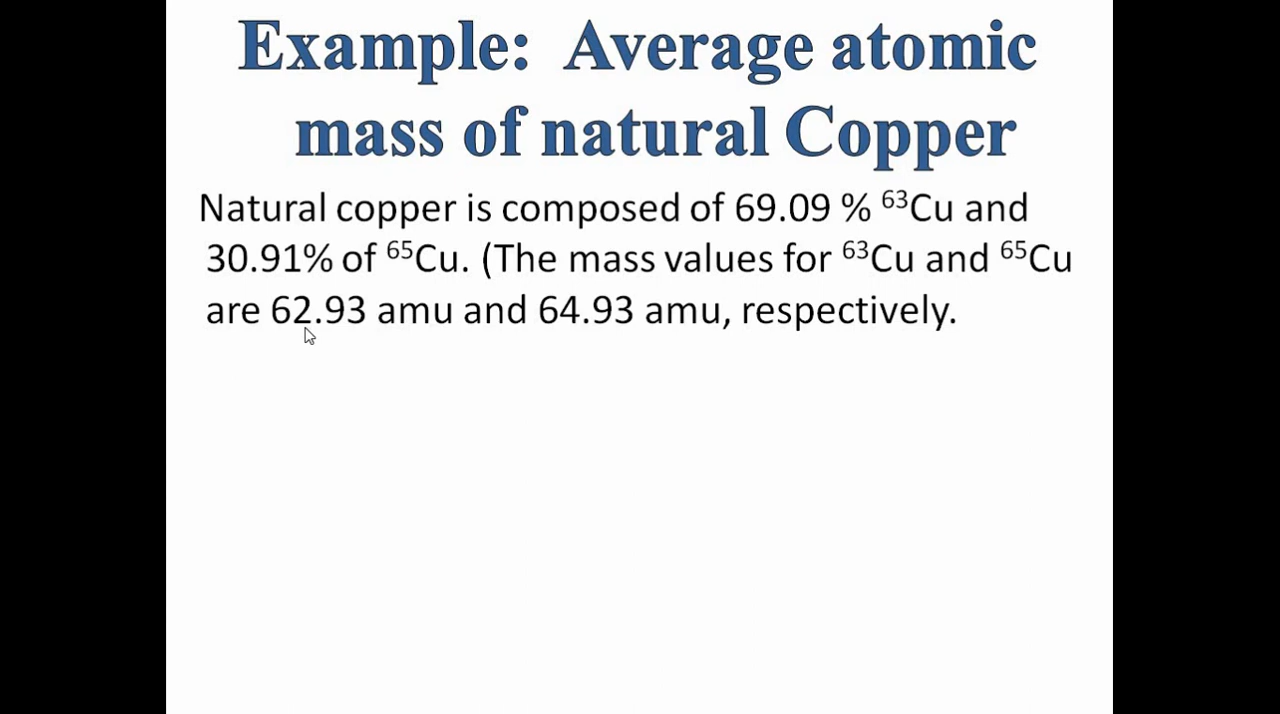 Example: Average atomic
mass of natural Copper
Natural copper is composed of 69.09 % ⁶³Cu and
30.91% of ⁶⁵Cu. (The mass values for ⁶³Cu and ⁶⁵Cu
are 62.93 amu and 64.93 amu, respectively.